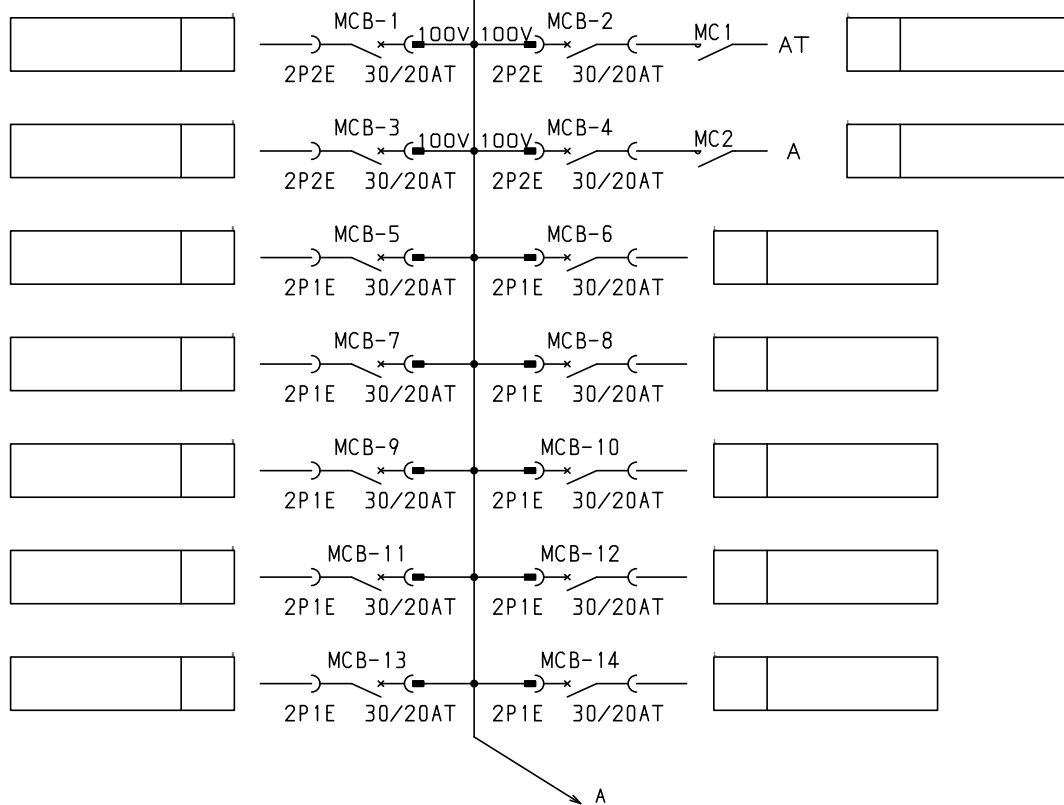 MCB-1 MCB-2
100V 100V MC1 AT
2P2E 30/20AT 2P2E 30/20AT
MCB-3 MCB-4
100V 100V MC2 A
2P2E 30/20AT 2P2E 30/20AT
MCB-5 MCB-6
2P1E 30/20AT 2P1E 30/20AT
MCB-7 MCB-8
2P1E 30/20AT 2P1E 30/20AT
MCB-9 MCB-10
2P1E 30/20AT 2P1E 30/20AT
MCB-11 MCB-12
2P1E 30/20AT 2P1E 30/20AT
MCB-13 MCB-14
2P1E 30/20AT 2P1E 30/20AT
A